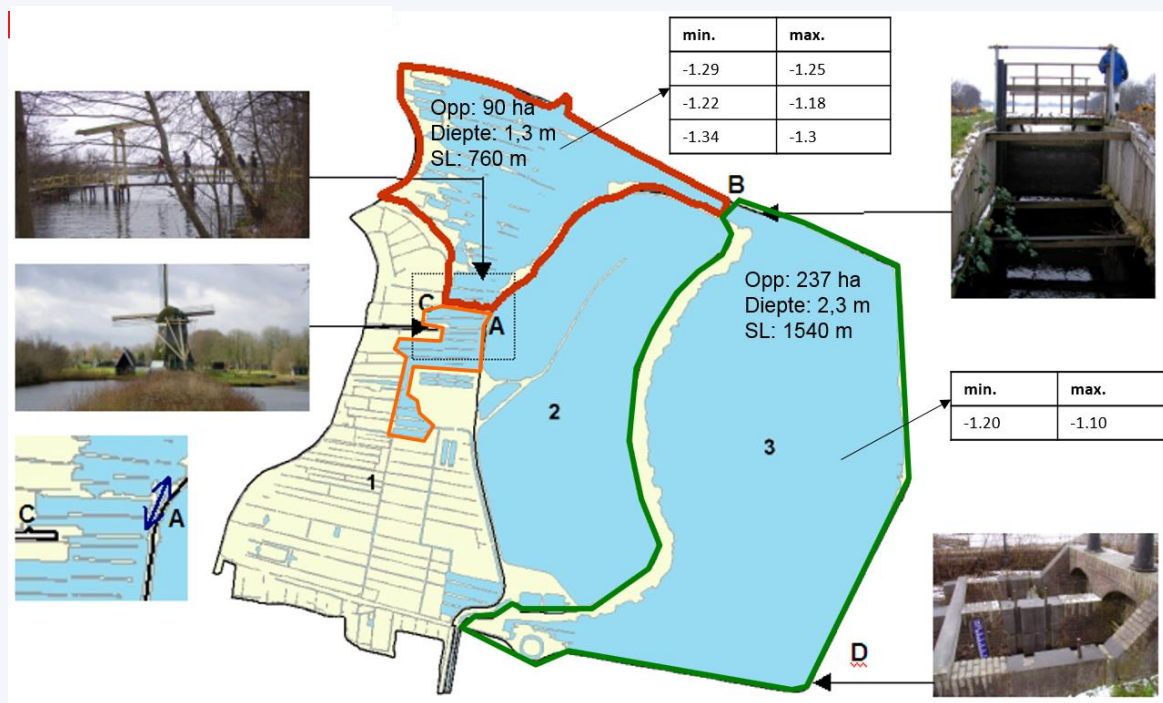 min. max.
-1.29 -1.25
-1.22 -1.18
-1.34 -1.3
Opp: 90 ha
Diepte: 1,3 m
SL: 760 m
B
Opp: 237 ha
Diepte: 2,3 m
SL: 1540 m
C
A
min. max.
-1.20 -1.10
2
3
1
C
A
D